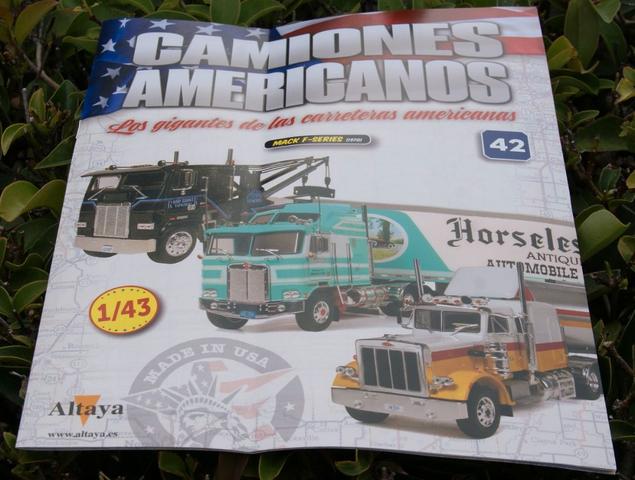 CAMIONES
AMERICANOS
Los gigantes de las carreteras americanas
MACK F-SERIES (1970)
42
Horseles
ANTIQU
AUTOMOBILE
1/43
MADE IN USA
Altaya
www.altaya.es